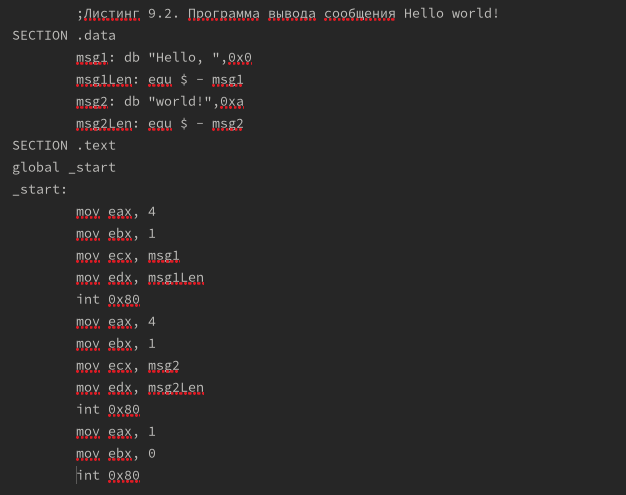 ;Листинг 9.2. Программа вывода сообщения Hello world!
SECTION .data
msg1: db "Hello, ",0x0
msg1Len: equ $ - msg1
msg2: db "world!",0xa
msg2Len: equ $ - msg2
SECTION .text
global _start
_start:
mov eax, 4
mov ebx, 1
mov ecx, msg1
mov edx, msg1Len
int 0x80
mov eax, 4
mov ebx, 1
mov ecx, msg2
mov edx, msg2Len
int 0x80
mov eax, 1
mov ebx, 0
int 0x80